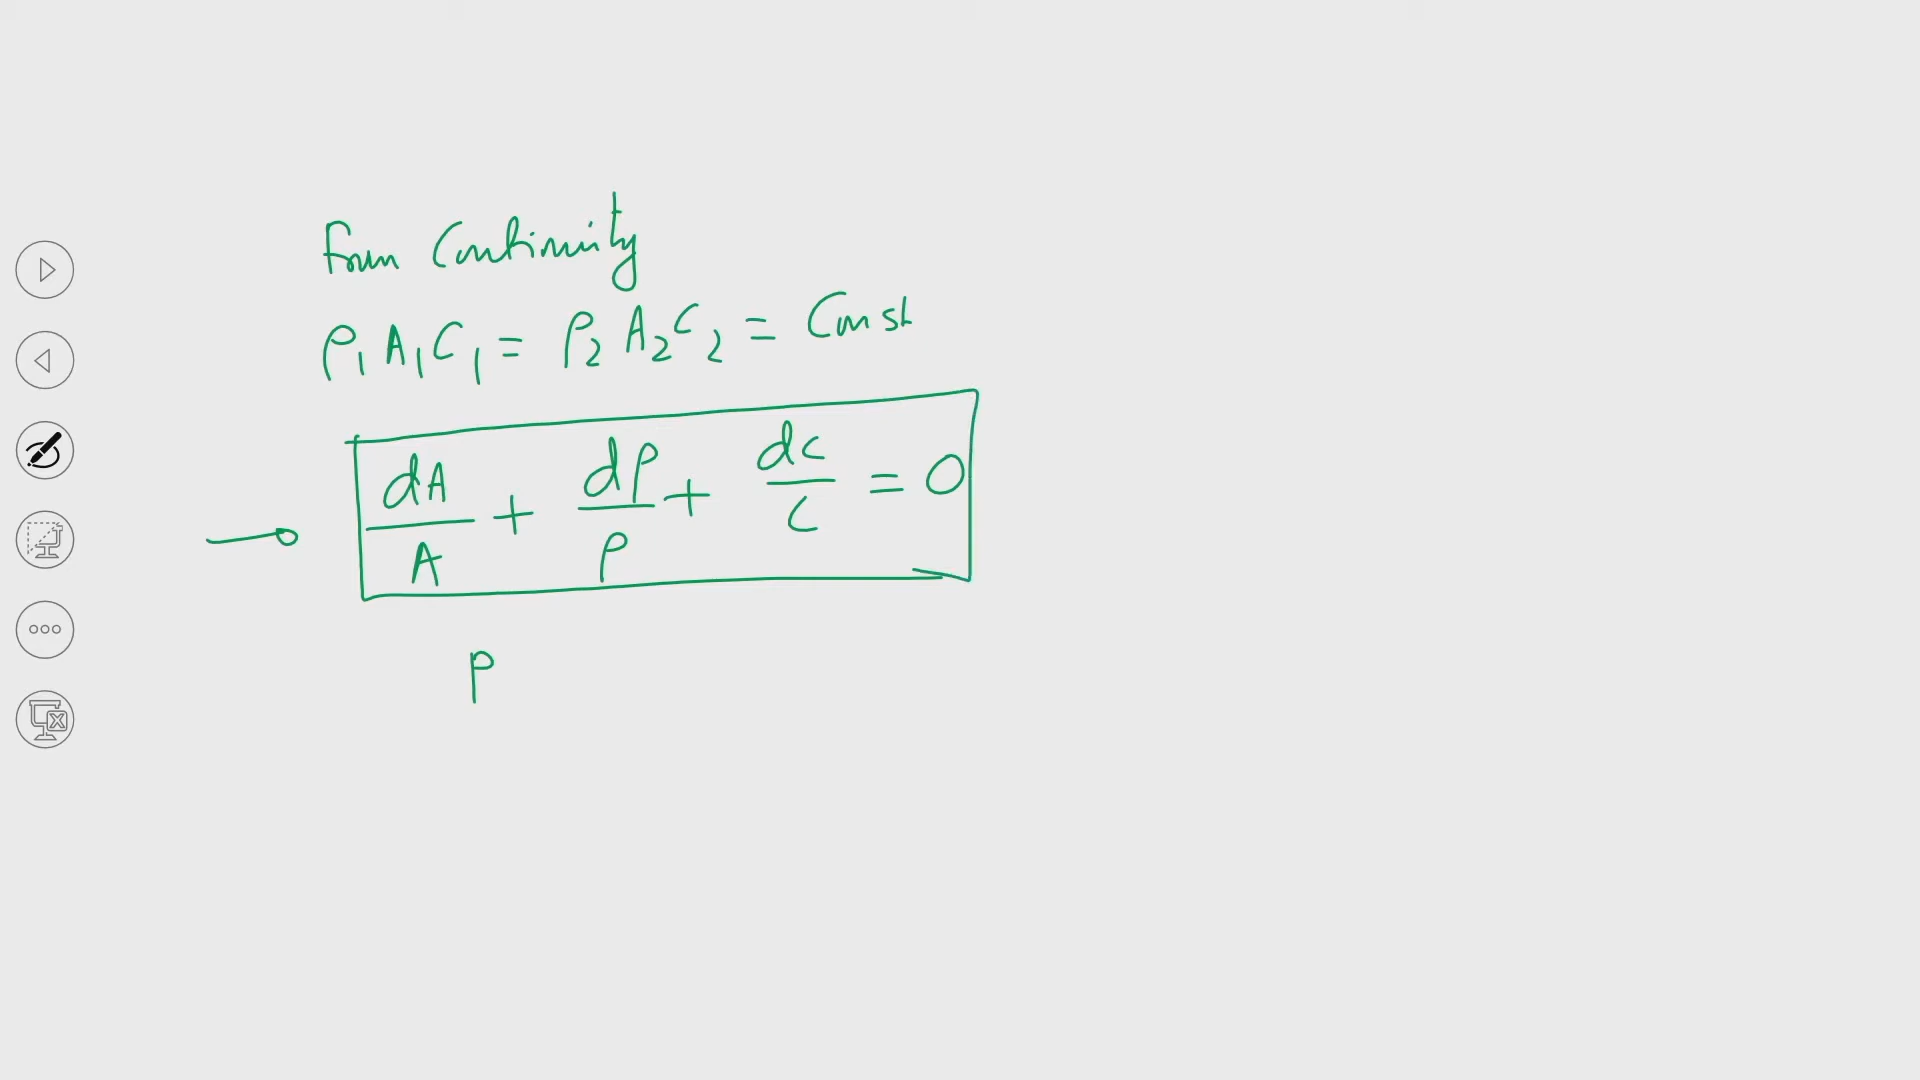 From Continuity
ρ₁ A₁ C₁ = ρ₂ A₂ C₂ = Const
dA/A + dρ/ρ + dc/c = 0
P